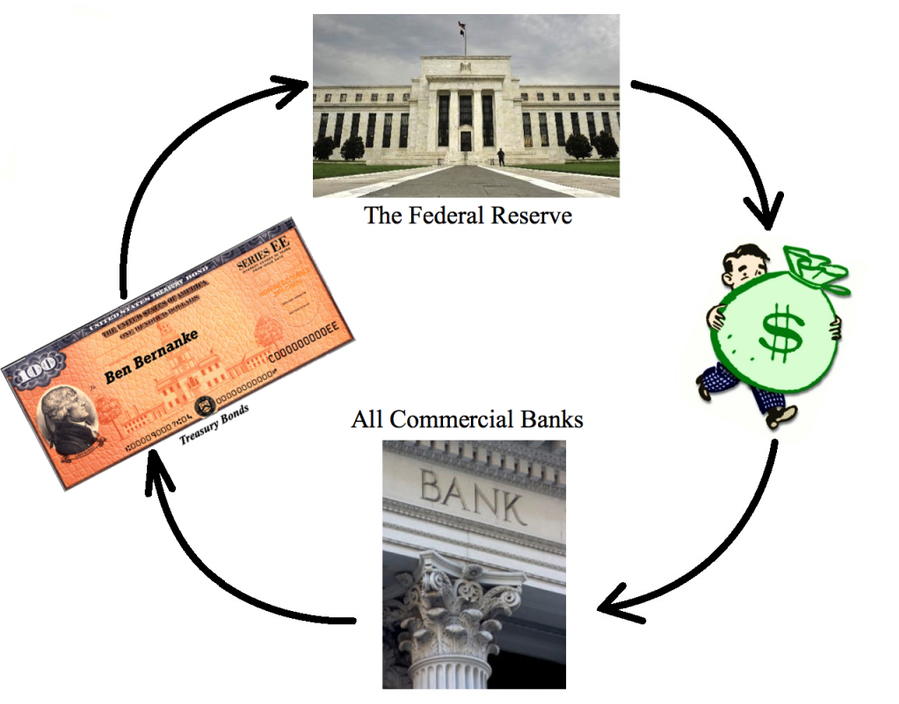 The Federal Reserve
UNITED STATES TREASURY BOND
SERIES EE
THE UNITED STATES OF AMERICA
ONE HUNDRED DOLLARS
100
Ben Bernanke
C000000000EE
Treasury Bonds
$
All Commercial Banks
BANK